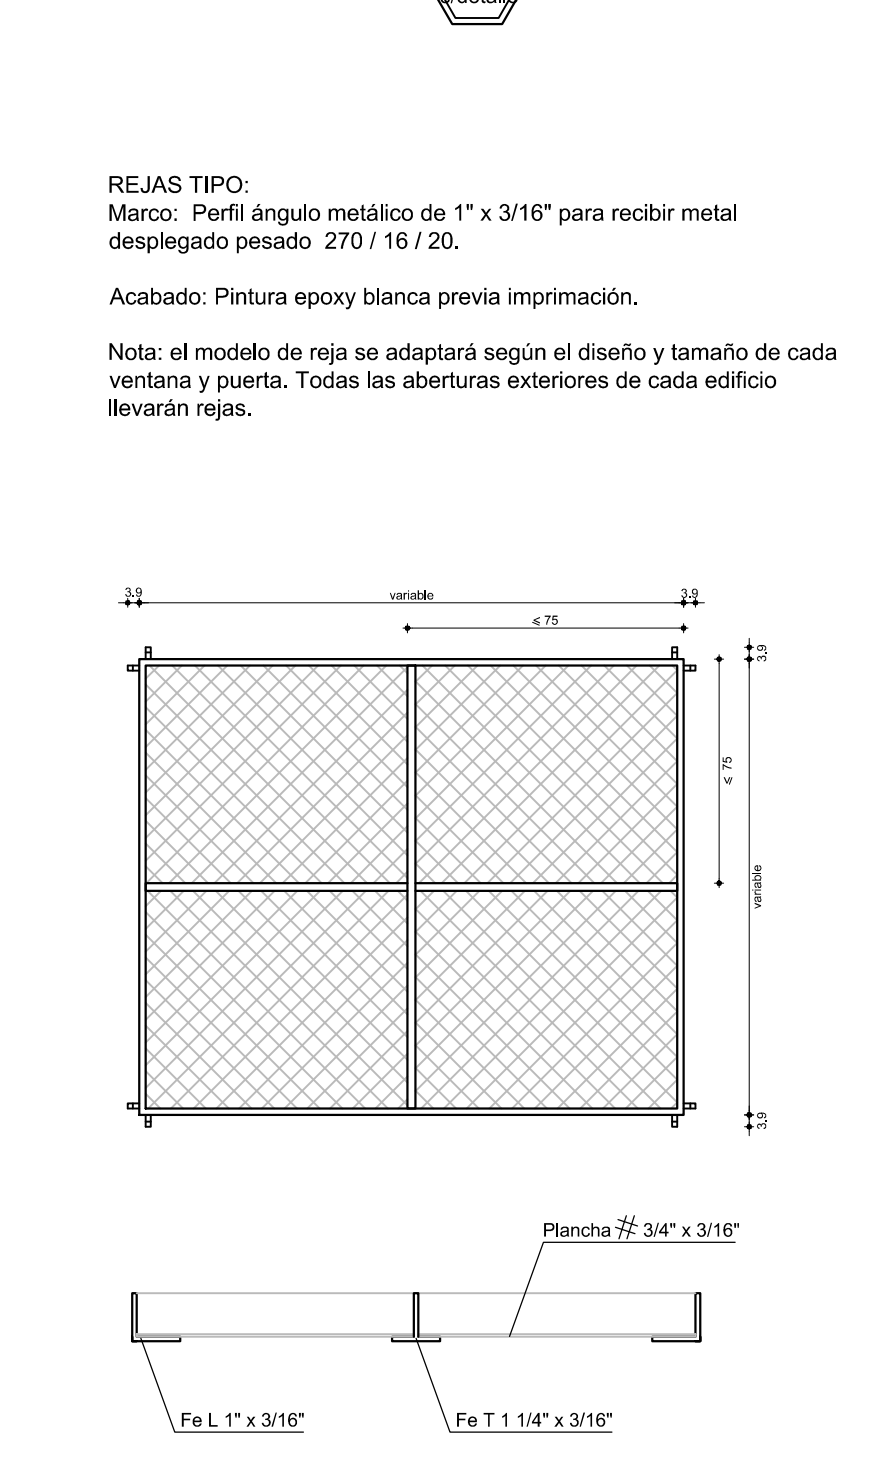 REJAS TIPO:
Marco: Perfil ángulo metálico de 1" x 3/16" para recibir metal
desplegado pesado 270 / 16 / 20.
Acabado: Pintura epoxy blanca previa imprimación.
Nota: el modelo de reja se adaptará según el diseño y tamaño de cada
ventana y puerta. Todas las aberturas exteriores de cada edificio
llevarán rejas.
3.9
variable
3.9
⩽ 75
3.9
⩽ 75
variable
3.9
Plancha # 3/4" x 3/16"
Fe L 1" x 3/16"
Fe T 1 1/4" x 3/16"